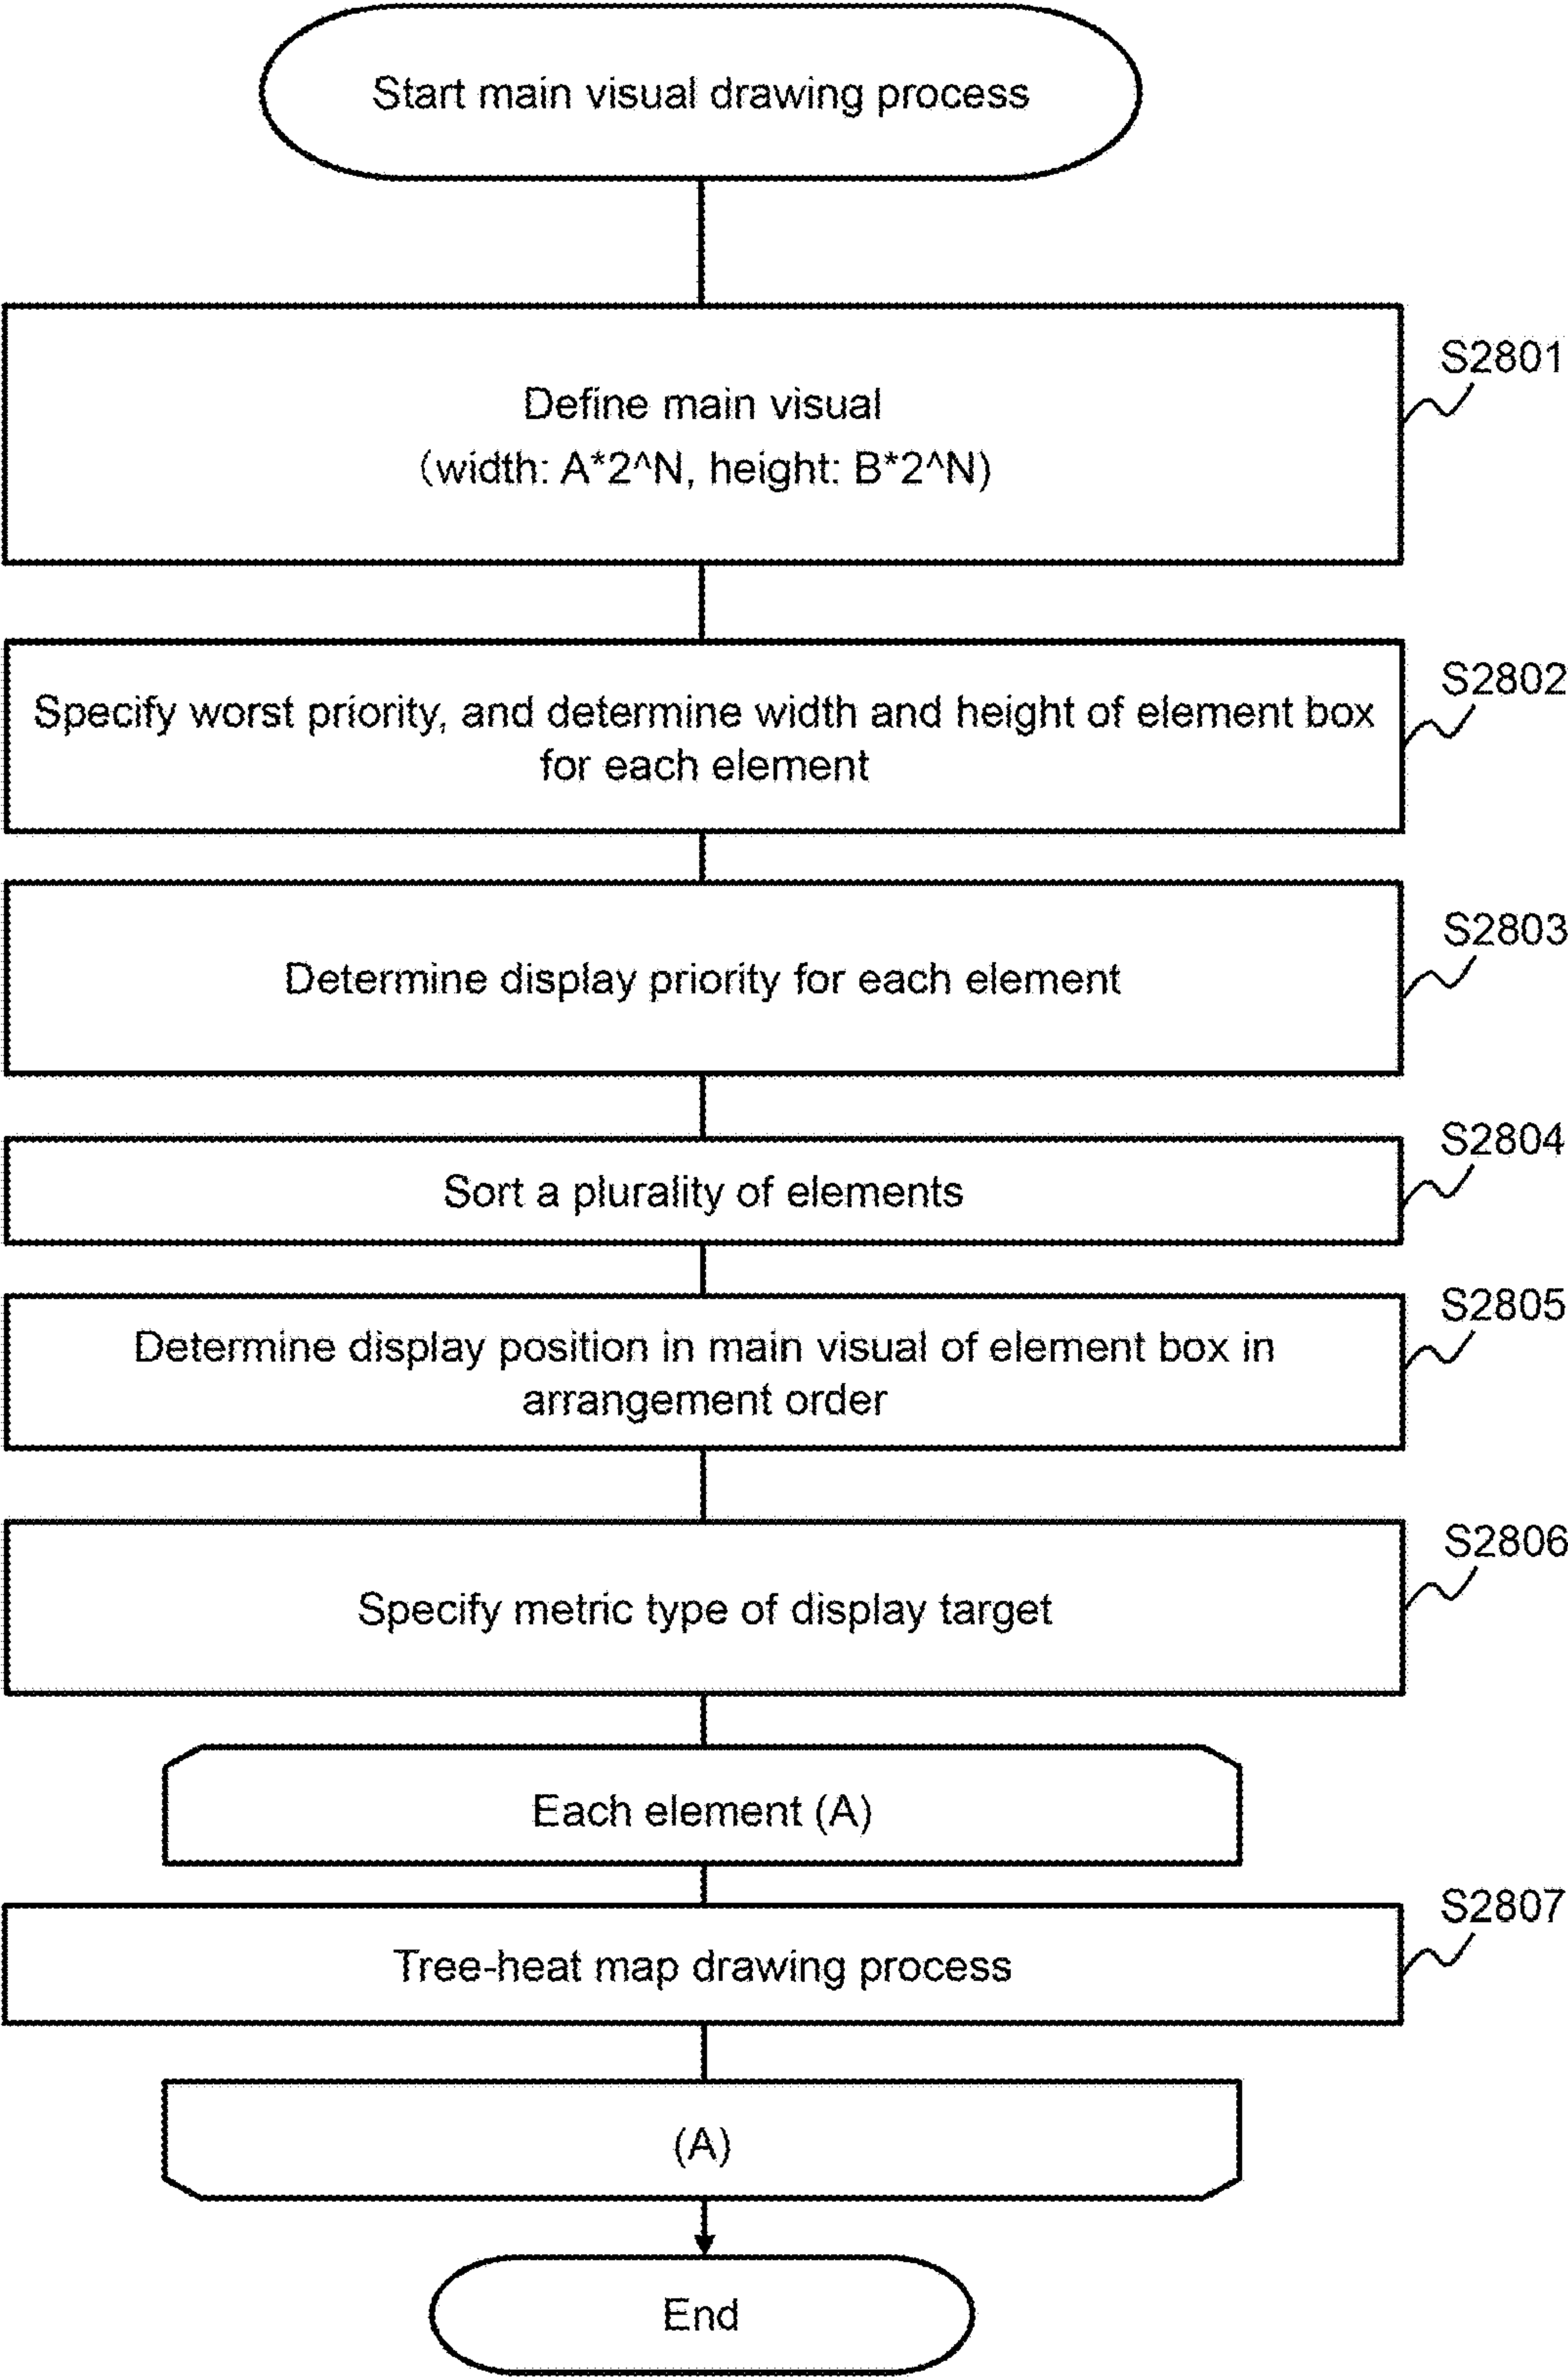 Start main visual drawing process
S2801
Define main visual
(width: A*2^N, height: B*2^N)
S2802
Specify worst priority, and determine width and height of element box
for each element
S2803
Determine display priority for each element
S2804
Sort a plurality of elements
S2805
Determine display position in main visual of element box in
arrangement order
S2806
Specify metric type of display target
Each element (A)
S2807
Tree-heat map drawing process
(A)
End